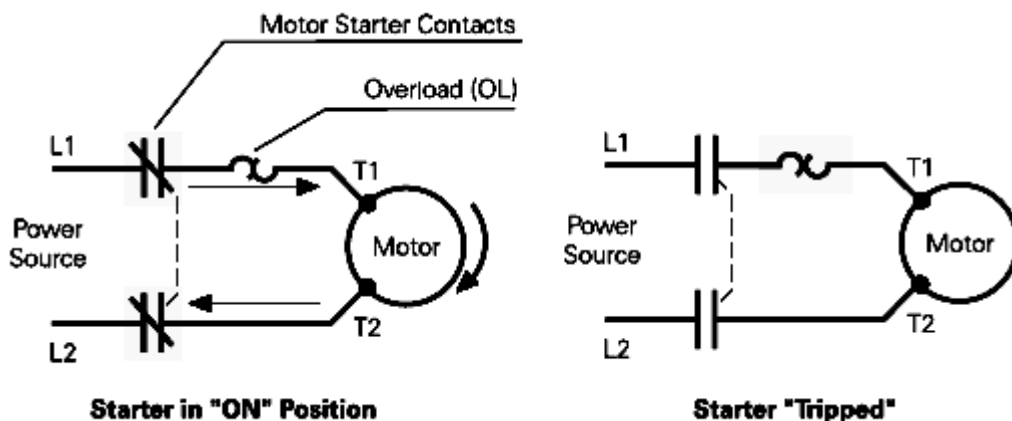 Motor Starter Contacts
Overload (OL)
L1
T1
Power
Source
Motor
T2
L2
Starter in "ON" Position
L1
T1
Power
Source
Motor
T2
L2
Starter "Tripped"